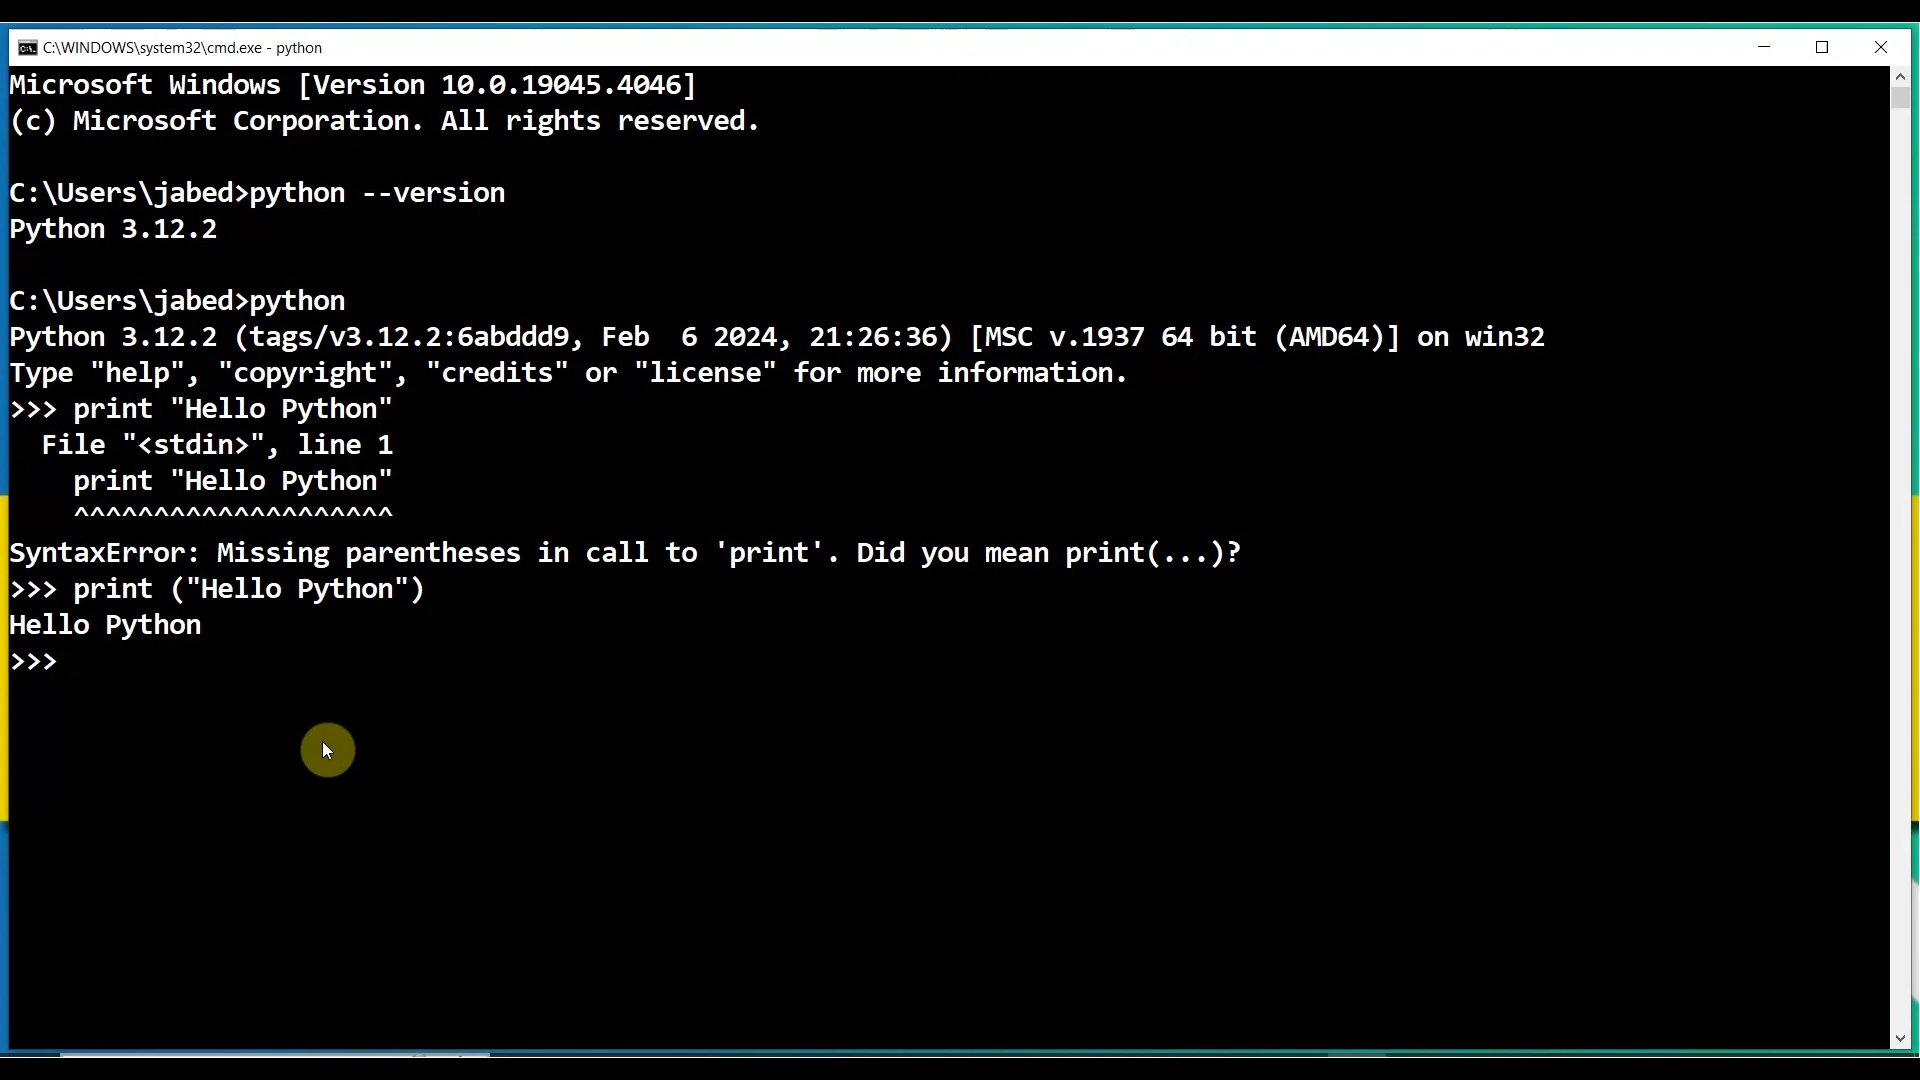 C:\WINDOWS\system32\cmd.exe - python
Microsoft Windows [Version 10.0.19045.4046]
(c) Microsoft Corporation. All rights reserved.
C:\Users\jabed>python --version
Python 3.12.2
C:\Users\jabed>python
Python 3.12.2 (tags/v3.12.2:6abddd9, Feb  6 2024, 21:26:36) [MSC v.1937 64 bit (AMD64)] on win32
Type "help", "copyright", "credits" or "license" for more information.
>>> print "Hello Python"
  File "<stdin>", line 1
    print "Hello Python"
    ^^^^^^^^^^^^^^^^^^^^
SyntaxError: Missing parentheses in call to 'print'. Did you mean print(...)?
>>> print ("Hello Python")
Hello Python
>>>